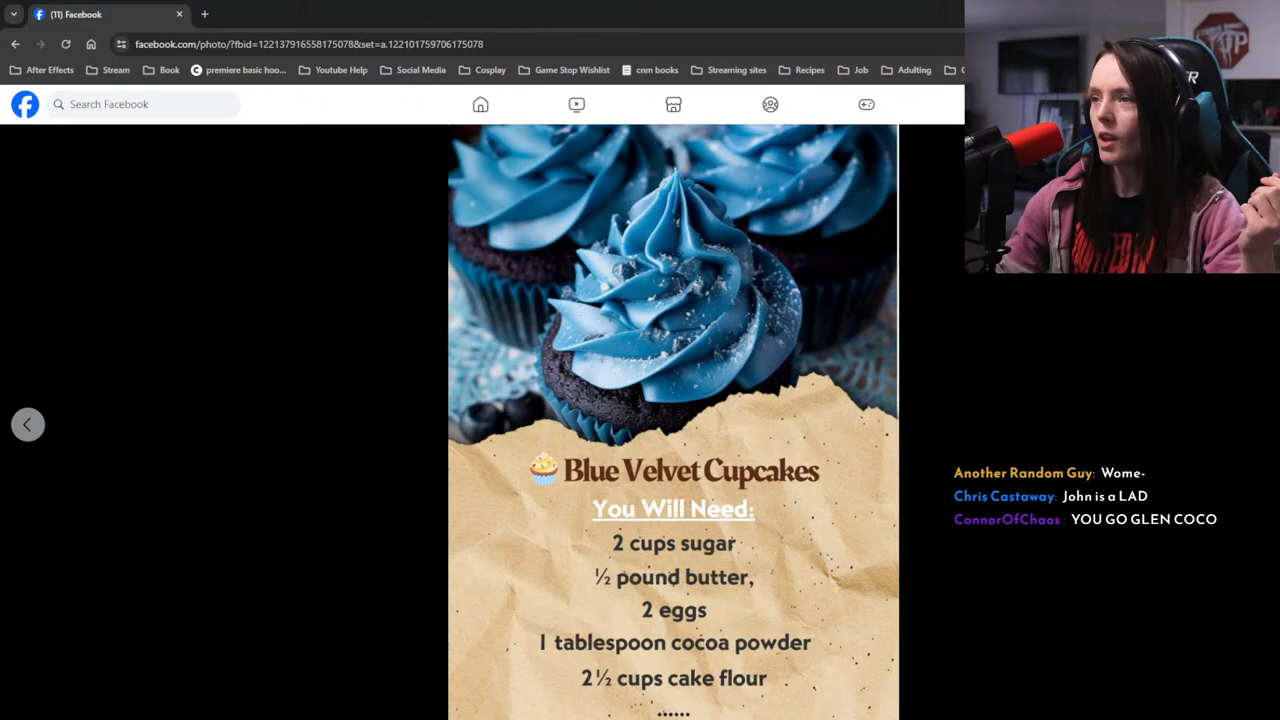 (11) Facebook
facebook.com/photo/?fbid=122137916558175078&set=a.122101759706175078
After Effects
Stream
Book
premiere basic hoo...
Youtube Help
Social Media
Cosplay
Game Stop Wishlist
cnm books
Streaming sites
Recipes
Job
Adulting
Search Facebook
STOP
Blue Velvet Cupcakes
You Will Need:
2 cups sugar
½ pound butter,
2 eggs
1 tablespoon cocoa powder
2½ cups cake flour
......
Another Random Guy: Wome-
Chris Castaway: John is a LAD
ConnorOfChaos : YOU GO GLEN COCO